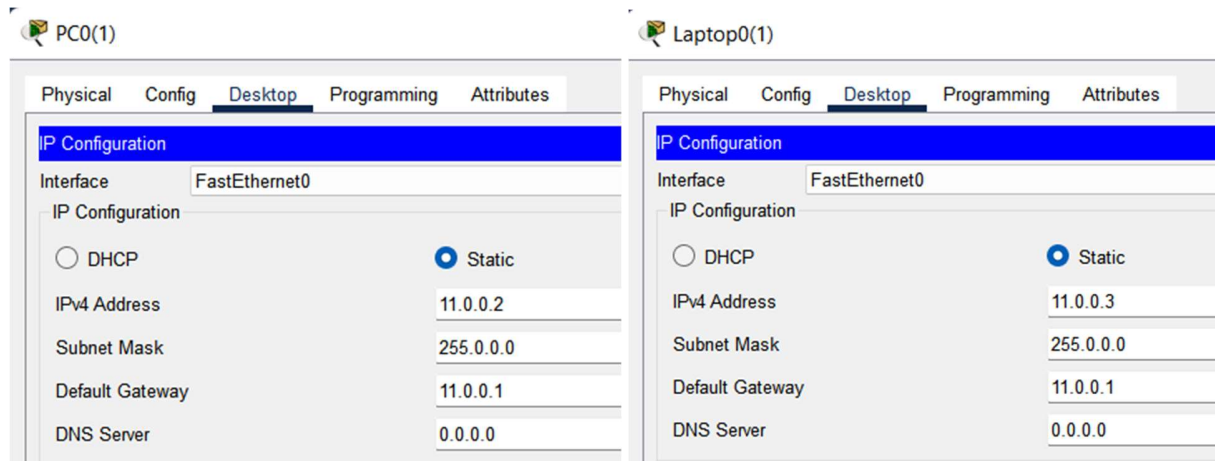 PC0(1)
Physical Config Desktop Programming Attributes
IP Configuration
Interface FastEthernet0
IP Configuration
DHCP Static
IPv4 Address 11.0.0.2
Subnet Mask 255.0.0.0
Default Gateway 11.0.0.1
DNS Server 0.0.0.0
Laptop0(1)
Physical Config Desktop Programming Attributes
IP Configuration
Interface FastEthernet0
IP Configuration
DHCP Static
IPv4 Address 11.0.0.3
Subnet Mask 255.0.0.0
Default Gateway 11.0.0.1
DNS Server 0.0.0.0